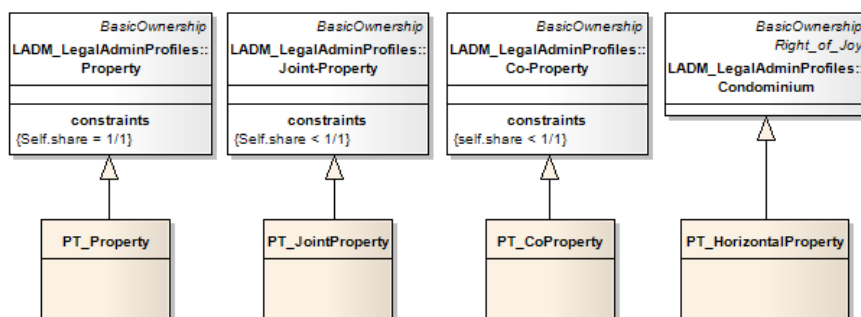 BasicOwnership
LADM_LegalAdminProfiles::
Property
constraints
{Self.share = 1/1}
PT_Property
BasicOwnership
LADM_LegalAdminProfiles::
Joint-Property
constraints
{Self.share < 1/1}
PT_JointProperty
BasicOwnership
LADM_LegalAdminProfiles::
Co-Property
constraints
{self.share < 1/1}
PT_CoProperty
BasicOwnership
Right_of_Joy
LADM_LegalAdminProfiles::
Condominium
PT_HorizontalProperty